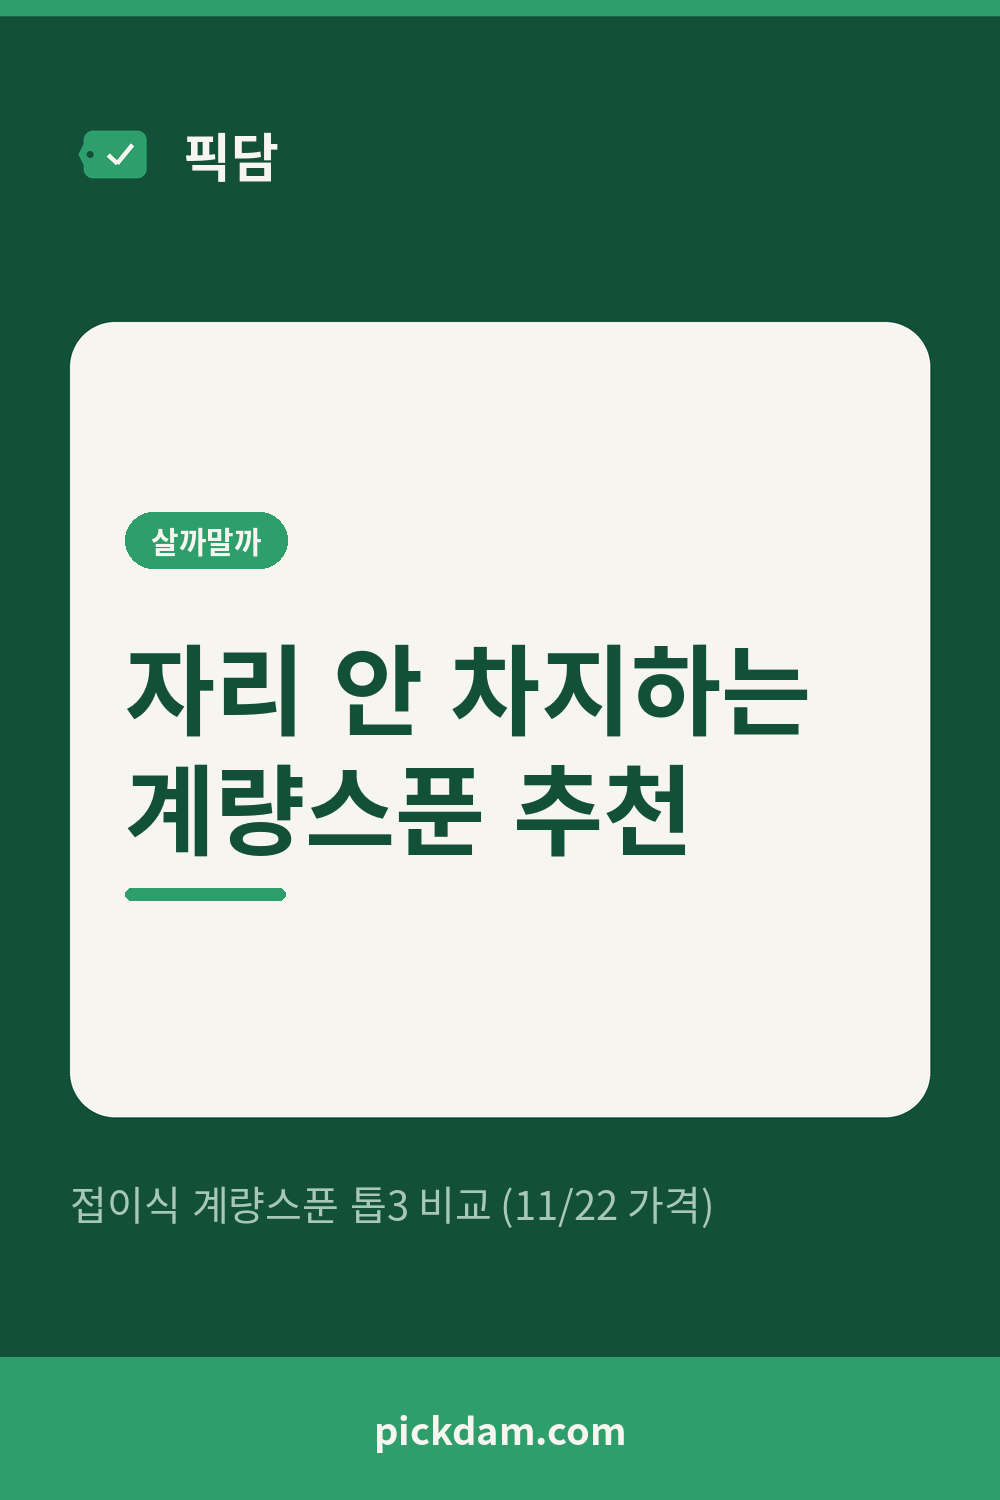 픽담
살까말까
자리 안 차지하는
계량스푼 추천
접이식 계량스푼 톱3 비교 (11/22 가격)
pickdam.com